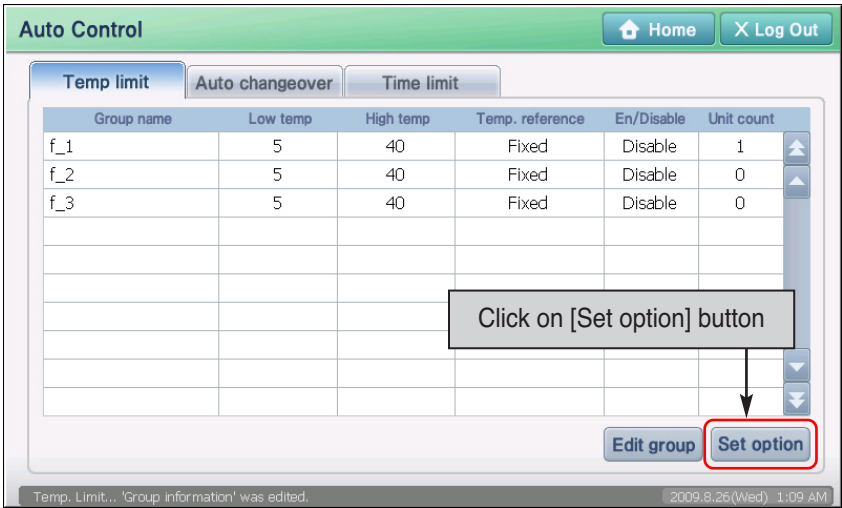 Auto Control Home X Log Out
Temp limit Auto changeover Time limit
Group name Low temp High temp Temp. reference En/Disable Unit count
f_1 5 40 Fixed Disable 1
f_2 5 40 Fixed Disable 0
f_3 5 40 Fixed Disable 0
Click on [Set option] button
Edit group Set option
Temp. Limit... 'Group information' was edited. 2009.8.26(Wed) 1:09 AM